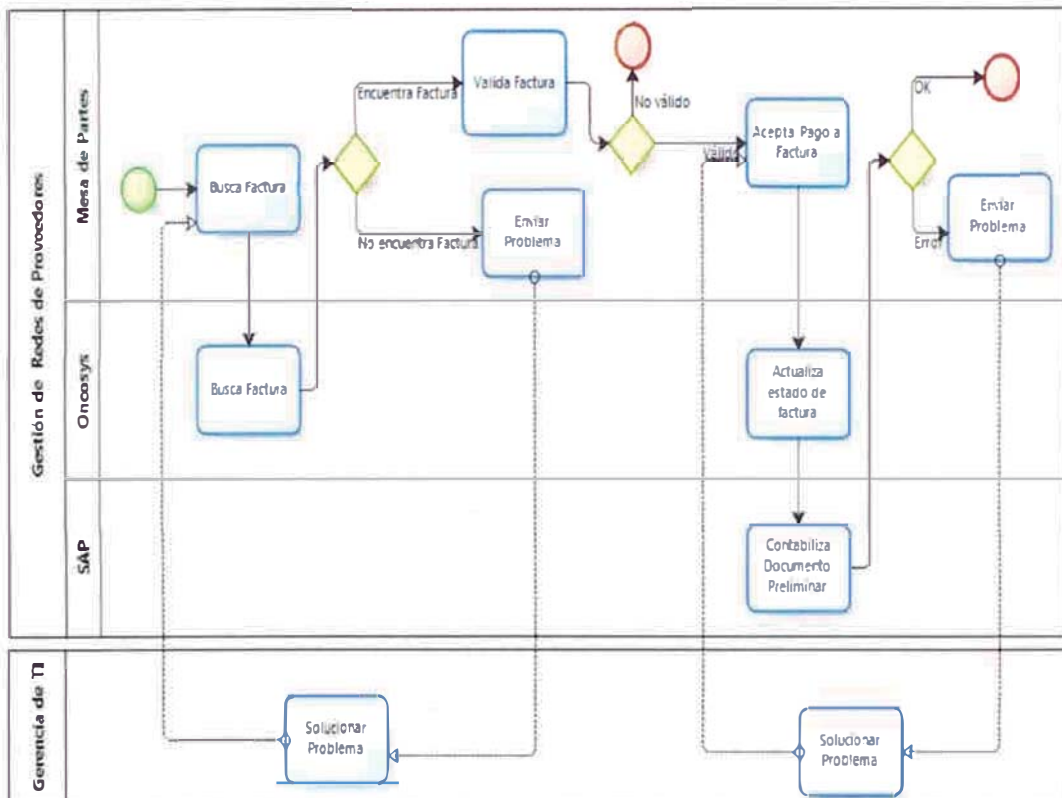 Gestión de Redes de Provoedores
Mesa de Partes
Busca Factura
Encuentra Factura
No encuentra Factura
Valida Factura
Enviar
Problema
No válido
Válido
Acepta Pago a
Factura
OK
Error
Enviar
Problema
Oncosys
Busca Factura
Actualiza
estado de
factura
SAP
Contabiliza
Documento
Preliminar
Gerencia de TI
Solucionar
Problema
Solucionar
Problema